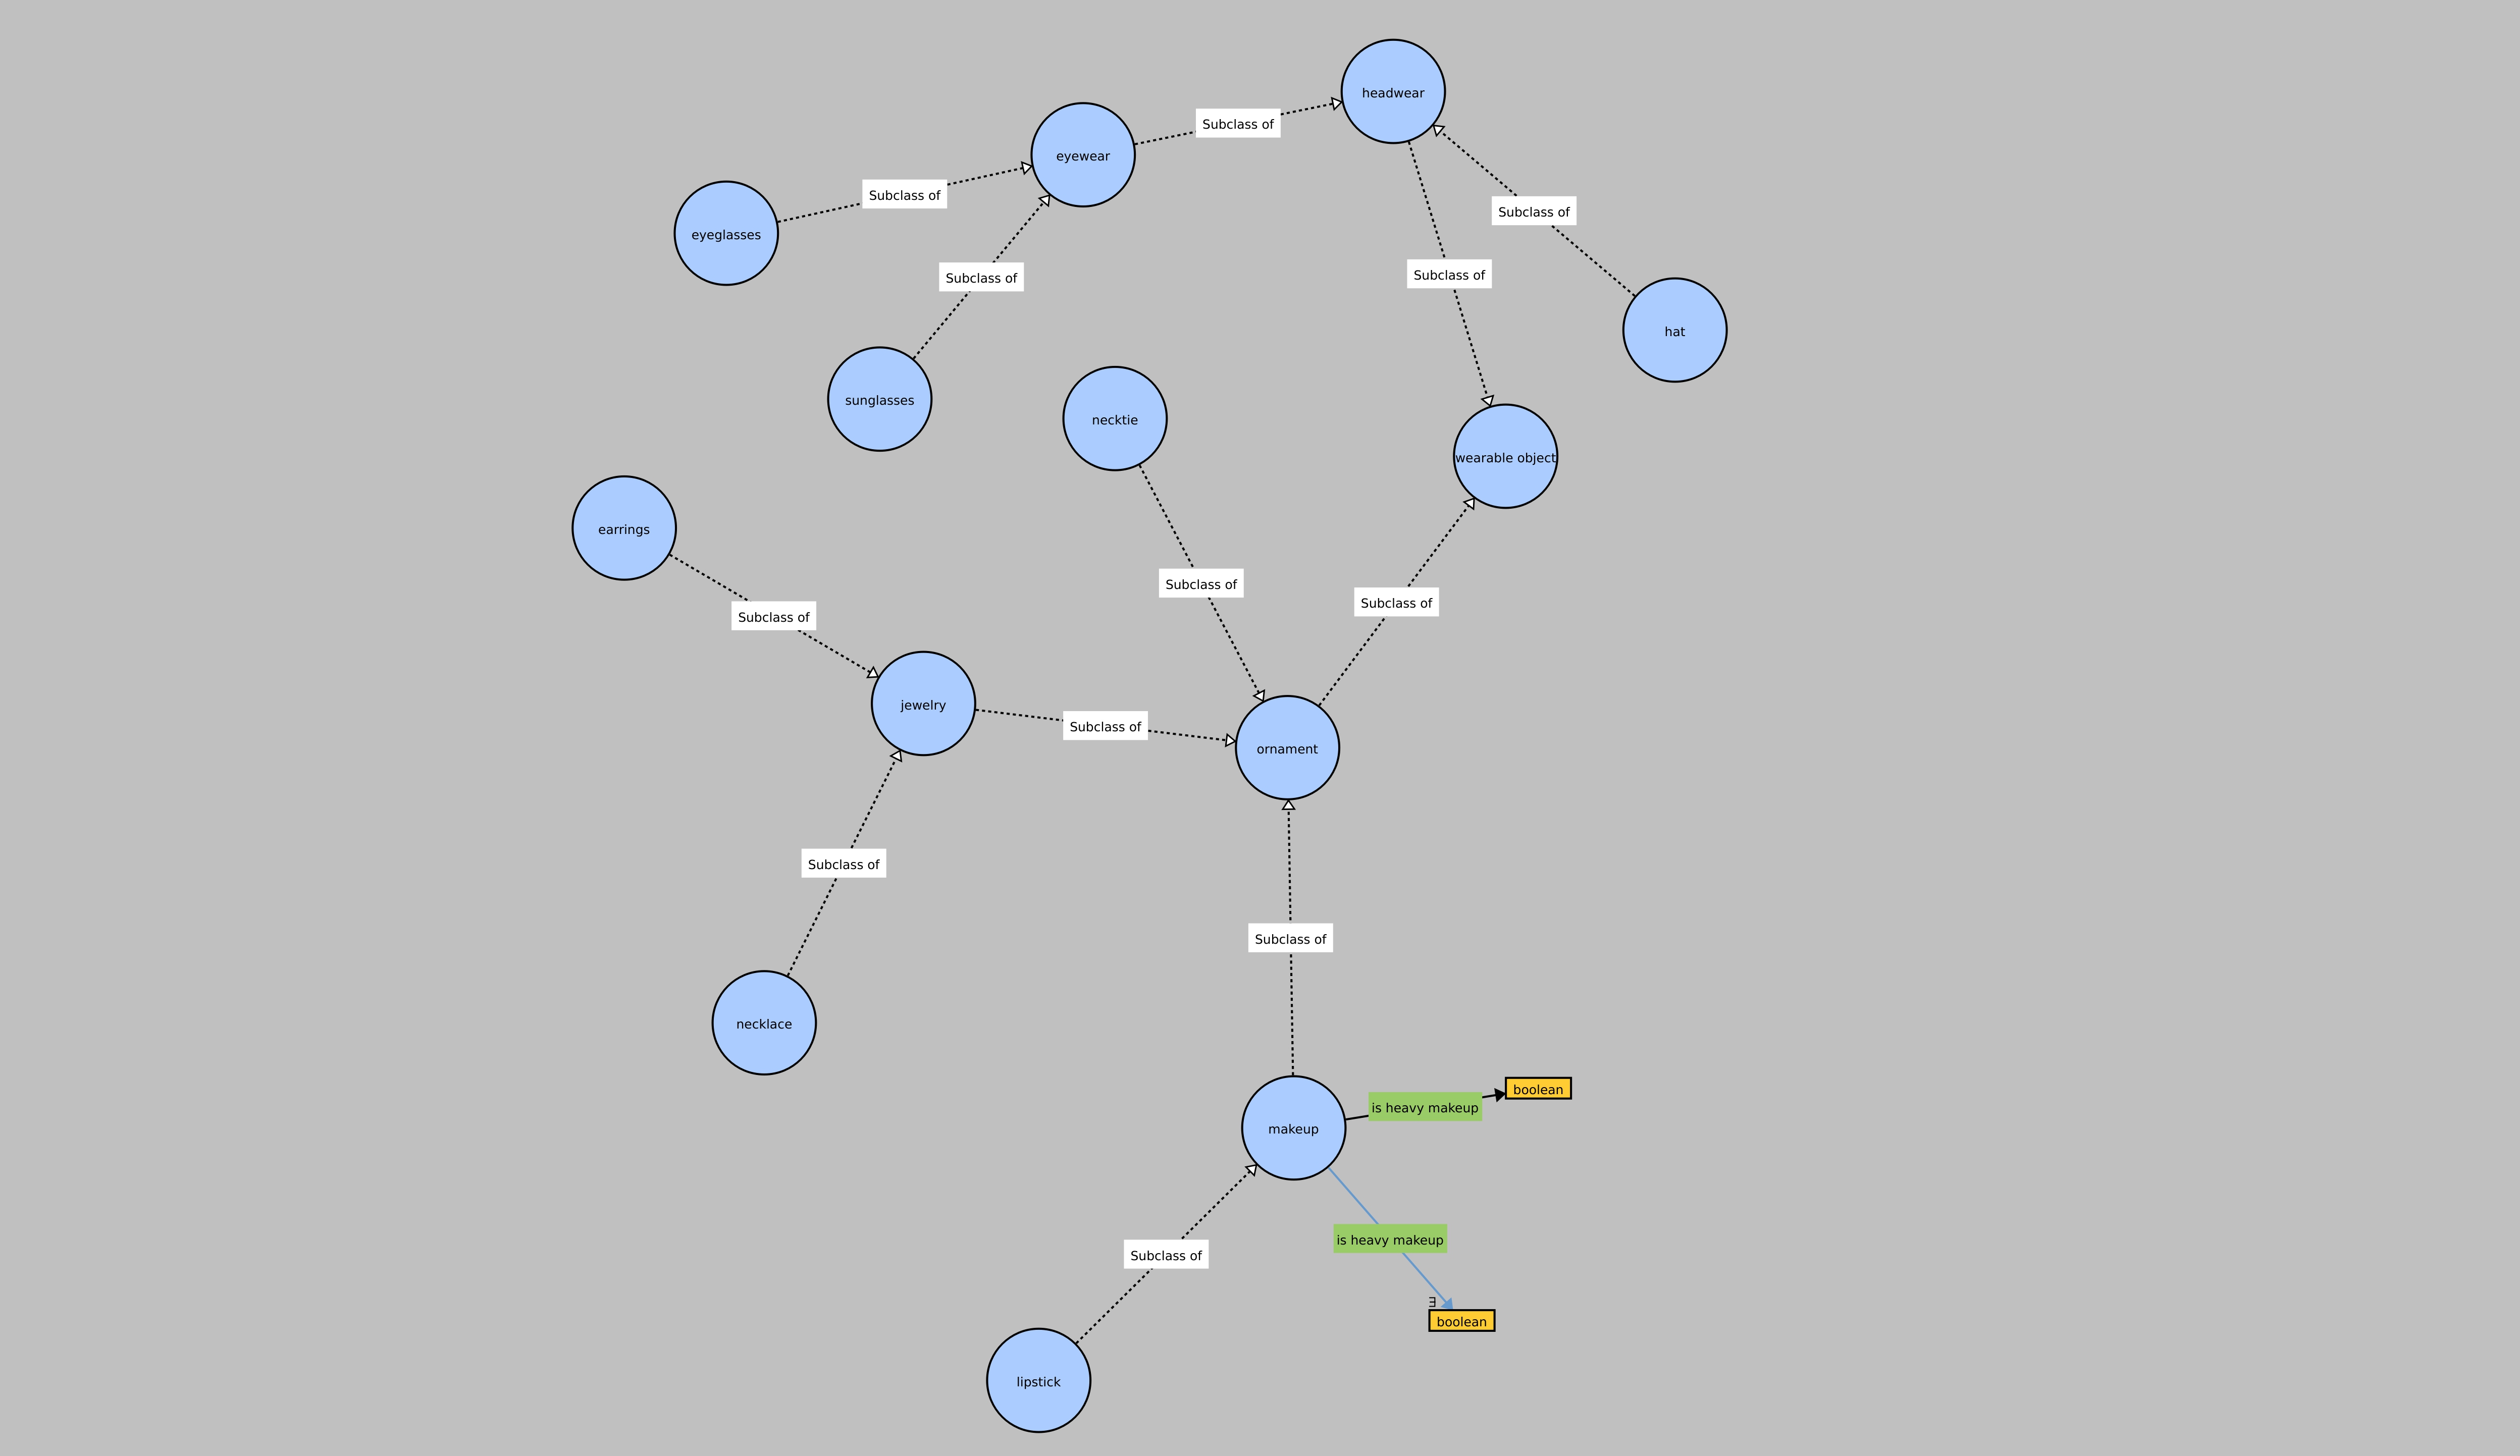 headwear
Subclass of
eyewear
Subclass of
Subclass of
eyeglasses
Subclass of
Subclass of
hat
sunglasses
necktie
wearable object
earrings
Subclass of
Subclass of
Subclass of
jewelry
Subclass of
ornament
Subclass of
Subclass of
necklace
boolean
is heavy makeup
makeup
is heavy makeup
Subclass of
∃
boolean
lipstick